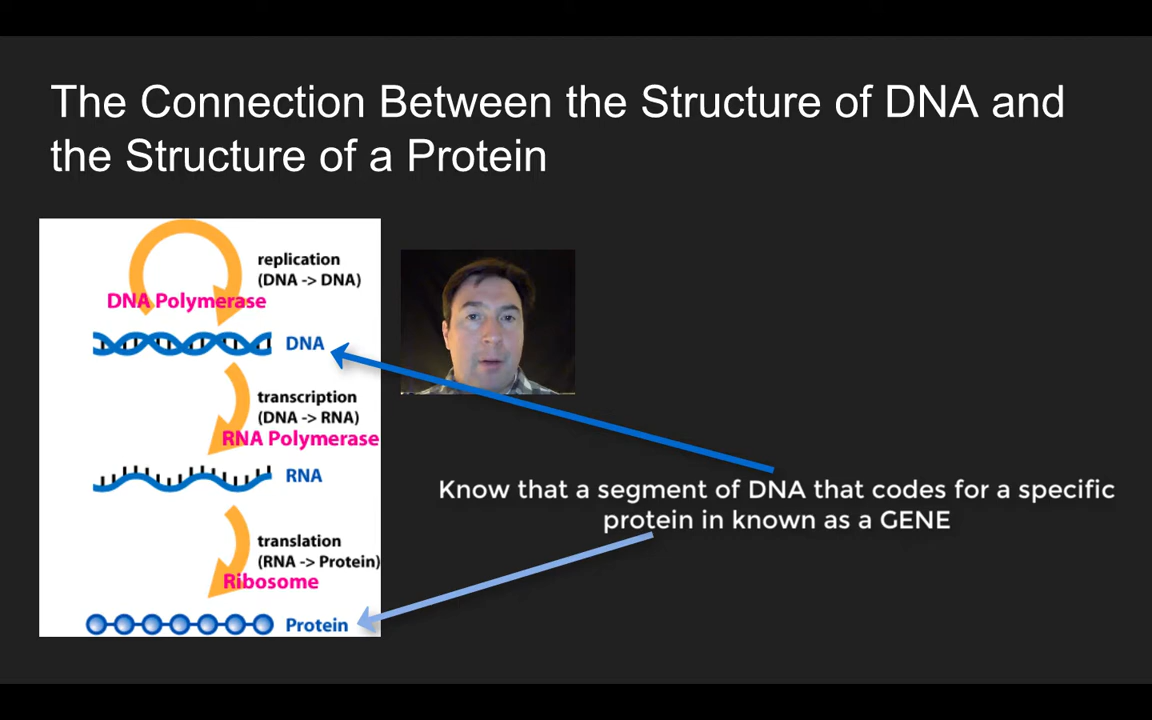 The Connection Between the Structure of DNA and
the Structure of a Protein
replication
(DNA -> DNA)
DNA Polymerase
DNA
transcription
(DNA -> RNA)
RNA Polymerase
RNA
Know that a segment of DNA that codes for a specific
protein in known as a GENE
translation
(RNA -> Protein)
Ribosome
Protein